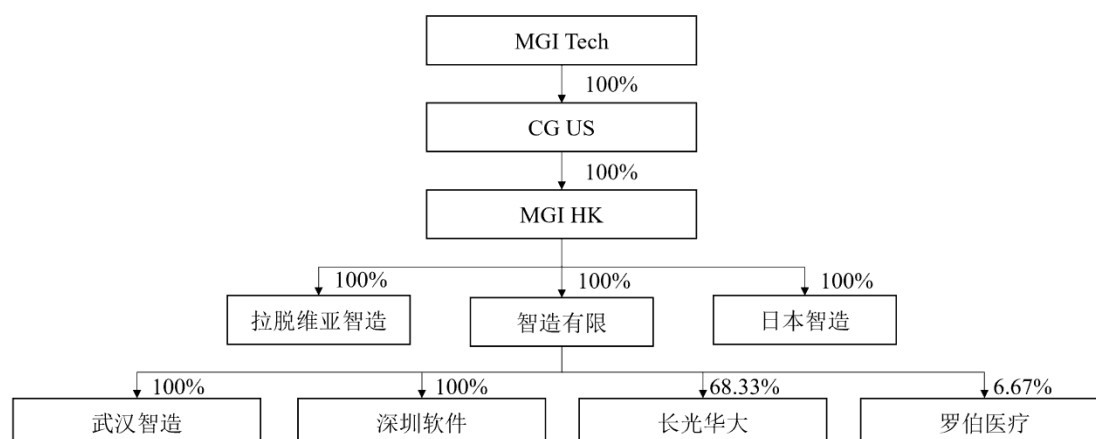 MGI Tech
100%
CG US
100%
MGI HK
100%
100%
100%
拉脱维亚智造
智造有限
日本智造
100%
100%
68.33%
6.67%
武汉智造
深圳软件
长光华大
罗伯医疗